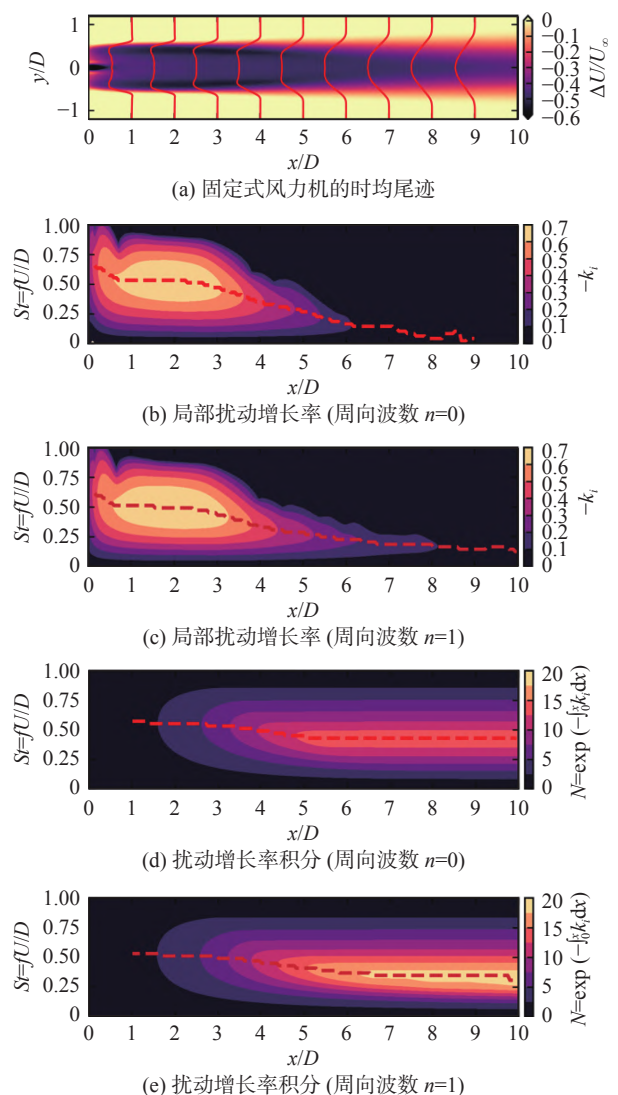 1
0
−1
y/D
0 1 2 3 4 5 6 7 8 9 10
x/D
0
−0.1
−0.2
−0.3
−0.4
−0.5
−0.6
ΔU/U∞
(a) 固定式风力机的时均尾迹
1.00
0.75
0.50
0.25
0
St=fU/D
0 1 2 3 4 5 6 7 8 9 10
x/D
0.7
0.6
0.5
0.4
0.3
0.2
0.1
0
−kᵢ
(b) 局部扰动增长率 (周向波数 n=0)
1.00
0.75
0.50
0.25
0
St=fU/D
0 1 2 3 4 5 6 7 8 9 10
x/D
0.7
0.6
0.5
0.4
0.3
0.2
0.1
0
−kᵢ
(c) 局部扰动增长率 (周向波数 n=1)
1.00
0.75
0.50
0.25
0
St=fU/D
0 1 2 3 4 5 6 7 8 9 10
x/D
20
15
10
5
0
N=exp (−∫₀ˣkᵢdx)
(d) 扰动增长率积分 (周向波数 n=0)
1.00
0.75
0.50
0.25
0
St=fU/D
0 1 2 3 4 5 6 7 8 9 10
x/D
20
15
10
5
0
N=exp (−∫₀ˣkᵢdx)
(e) 扰动增长率积分 (周向波数 n=1)